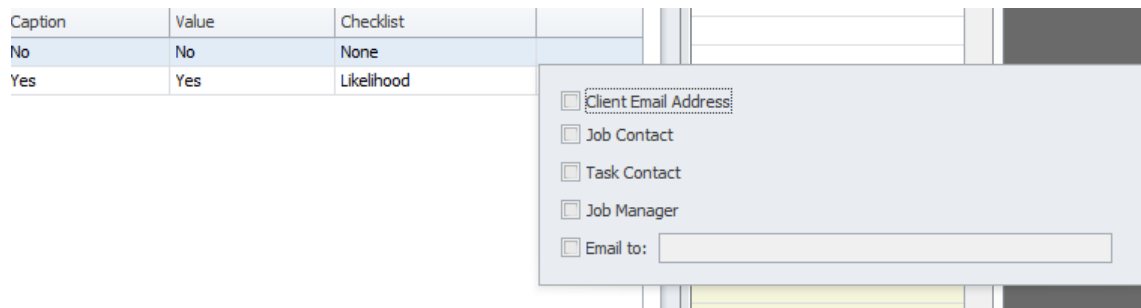 Caption Value Checklist
No No None
Yes Yes Likelihood
Client Email Address
Job Contact
Task Contact
Job Manager
Email to: